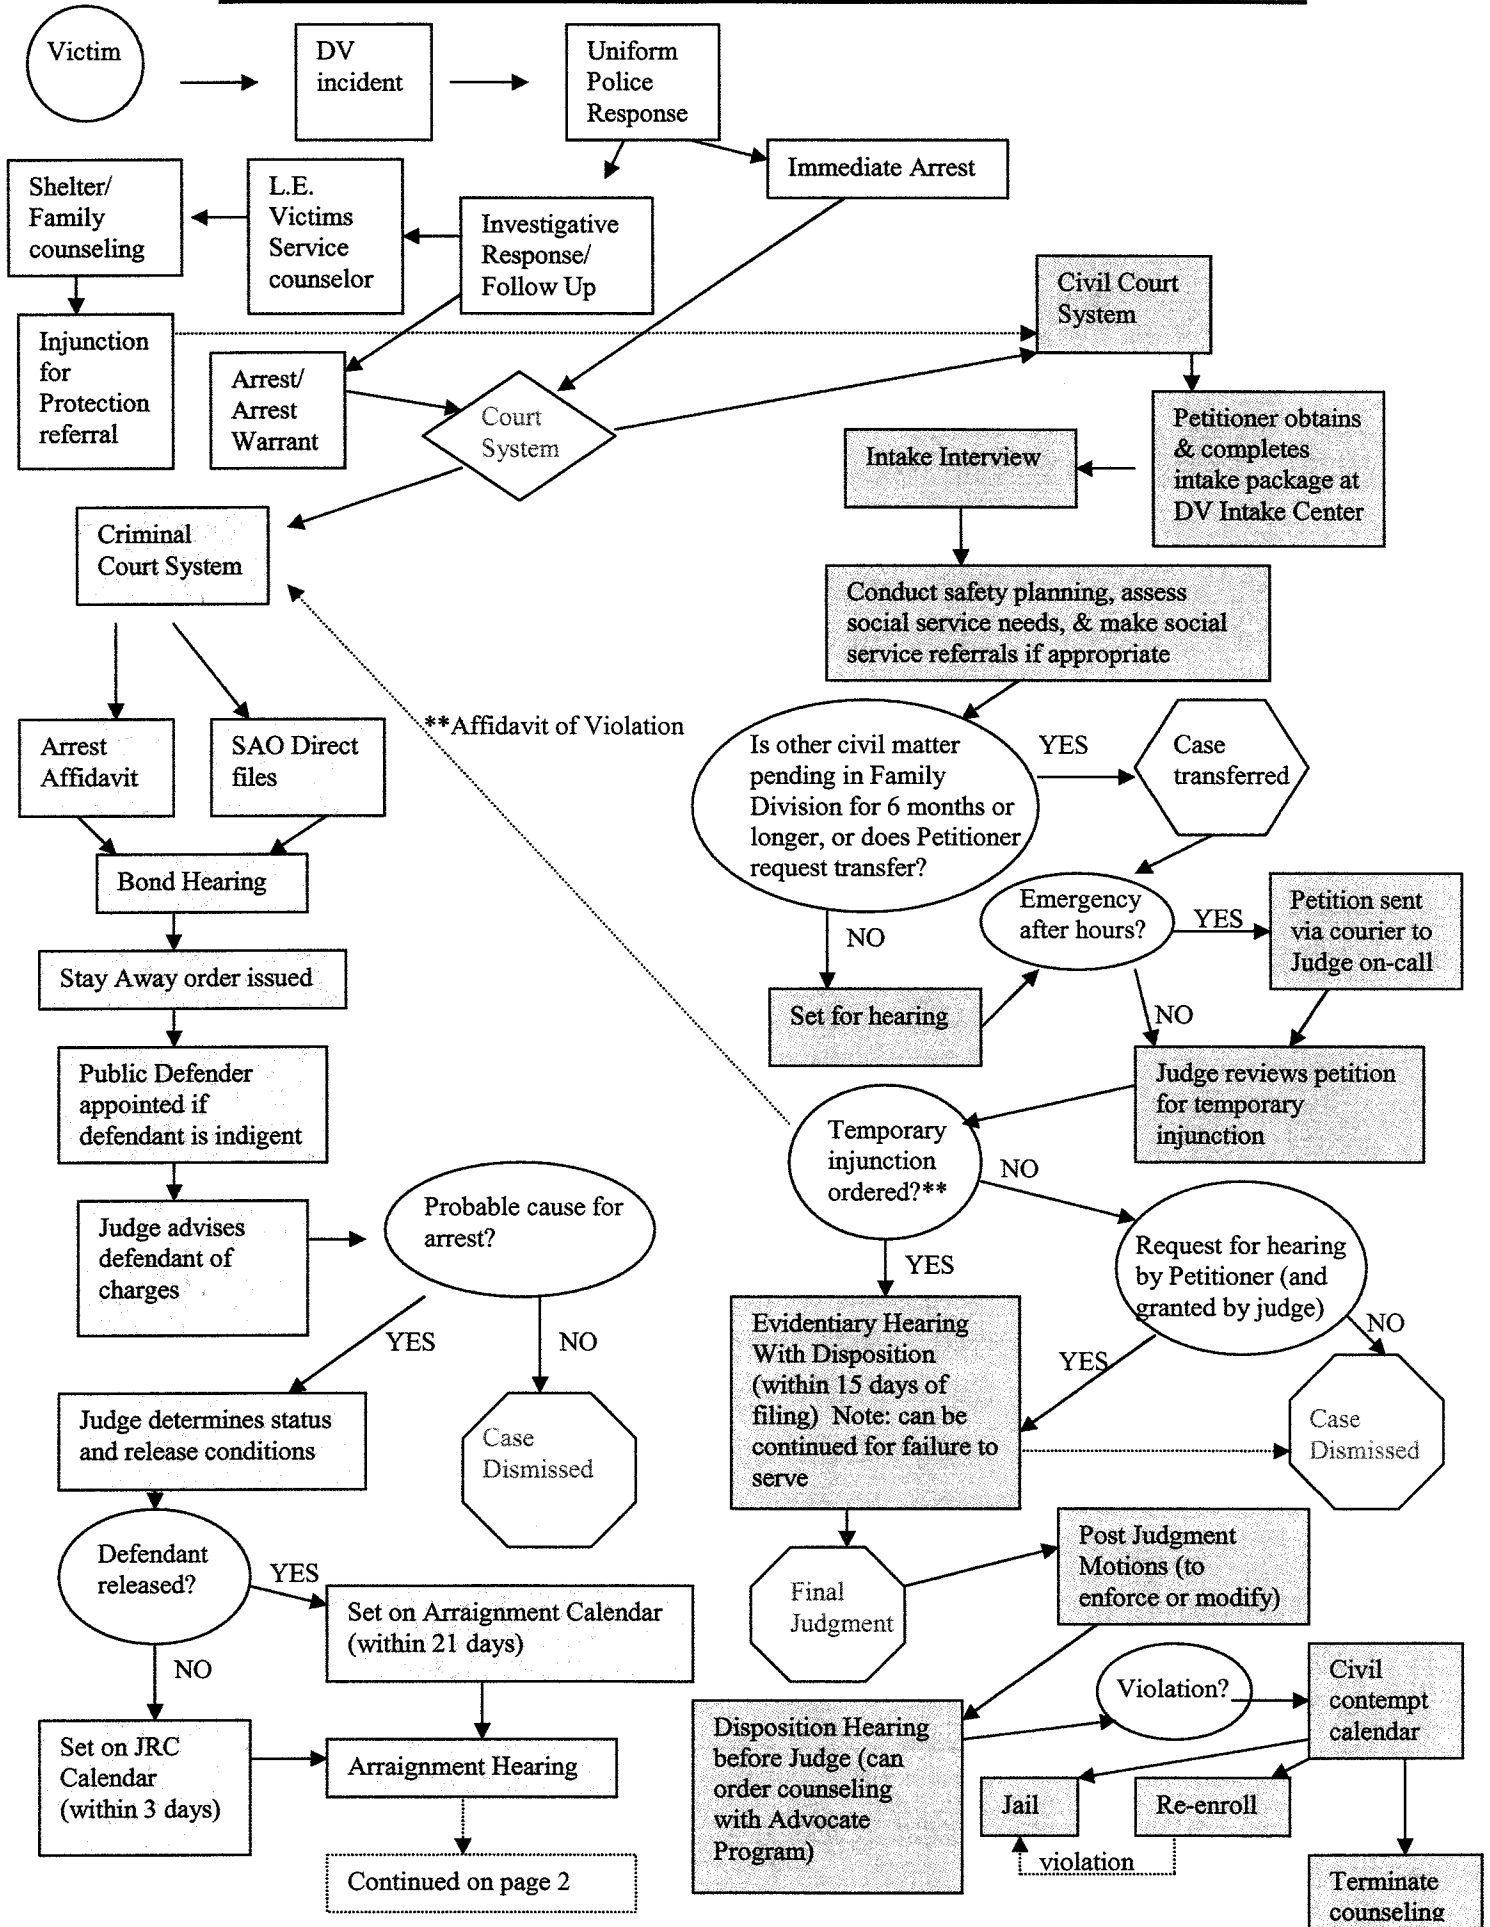 Victim
DV
incident
Uniform
Police
Response
Immediate Arrest
Shelter/
Family
counseling
L.E.
Victims
Service
counselor
Investigative
Response/
Follow Up
Civil Court
System
Injunction
for
Protection
referral
Arrest/
Arrest
Warrant
Court
System
Petitioner obtains
& completes
intake package at
DV Intake Center
Intake Interview
Criminal
Court System
Conduct safety planning, assess
social service needs, & make social
service referrals if appropriate
**Affidavit of Violation
Arrest
Affidavit
SAO Direct
files
Is other civil matter
pending in Family
Division for 6 months or
longer, or does Petitioner
request transfer?
YES
Case
transferred
Bond Hearing
NO
Emergency
after hours?
YES
Petition sent
via courier to
Judge on-call
Stay Away order issued
Set for hearing
NO
Public Defender
appointed if
defendant is indigent
Judge reviews petition
for temporary
injunction
Temporary
injunction
ordered?**
NO
Judge advises
defendant of
charges
Probable cause for
arrest?
YES
Request for hearing
by Petitioner (and
granted by judge)
YES
NO
Evidentiary Hearing
With Disposition
(within 15 days of
filing) Note: can be
continued for failure to
serve
YES
NO
Judge determines status
and release conditions
Case
Dismissed
Case
Dismissed
Defendant
released?
YES
Set on Arraignment Calendar
(within 21 days)
Final
Judgment
Post Judgment
Motions (to
enforce or modify)
NO
Violation?
Civil
contempt
calendar
Set on JRC
Calendar
(within 3 days)
Arraignment Hearing
Disposition Hearing
before Judge (can
order counseling
with Advocate
Program)
Jail
Re-enroll
violation
Continued on page 2
Terminate
counseling